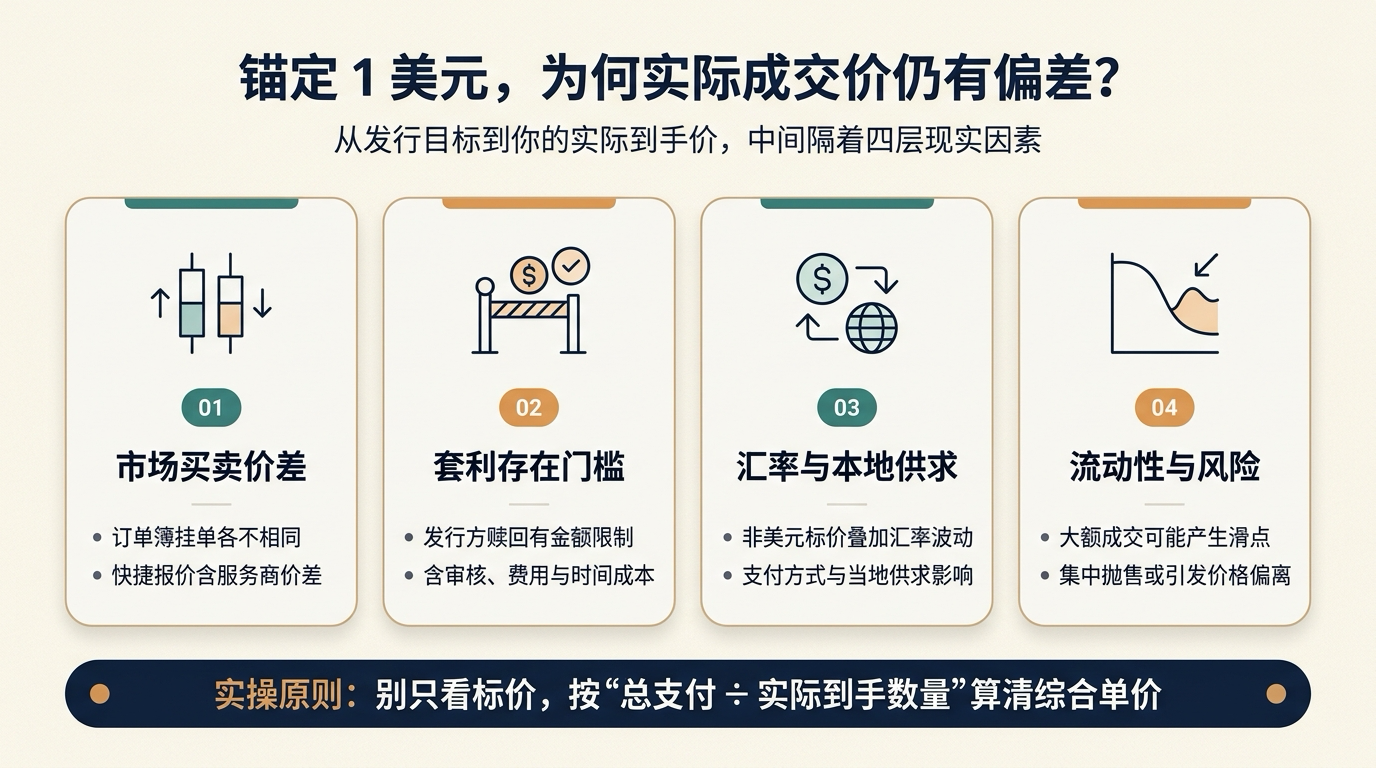 锚定 1 美元，为何实际成交价仍有偏差？
从发行目标到你的实际到手价，中间隔着四层现实因素
01
市场买卖价差
• 订单簿挂单各不相同
• 快捷报价含服务商价差
02
套利存在门槛
• 发行方赎回有金额限制
• 含审核、费用与时间成本
03
汇率与本地供求
• 非美元标价叠加汇率波动
• 支付方式与当地供求影响
04
流动性与风险
• 大额成交可能产生滑点
• 集中抛售或引发价格偏离
实操原则：别只看标价，按“总支付 ÷ 实际到手数量”算清综合单价